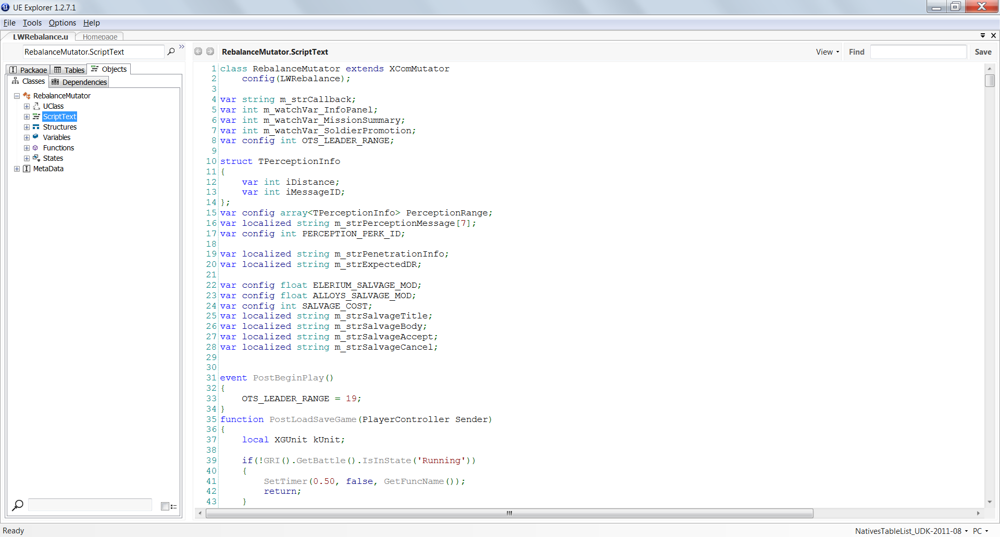 UE Explorer 1.2.7.1
File Tools Options Help
LWRebalance.u Homepage
RebalanceMutator.ScriptText
Package Tables Objects
Classes Dependencies
RebalanceMutator
UClass
ScriptText
Structures
Variables
Functions
States
MetaData
RebalanceMutator.ScriptText View Find Save
1 class RebalanceMutator extends XComMutator
2     config(LWRebalance);
3
4 var string m_strCallback;
5 var int m_watchVar_InfoPanel;
6 var int m_watchVar_MissionSummary;
7 var int m_watchVar_SoldierPromotion;
8 var config int OTS_LEADER_RANGE;
9
10 struct TPerceptionInfo
11 {
12     var int iDistance;
13     var int iMessageID;
14 };
15 var config array<TPerceptionInfo> PerceptionRange;
16 var localized string m_strPerceptionMessage[7];
17 var config int PERCEPTION_PERK_ID;
18
19 var localized string m_strPenetrationInfo;
20 var localized string m_strExpectedDR;
21
22 var config float ELERIUM_SALVAGE_MOD;
23 var config float ALLOYS_SALVAGE_MOD;
24 var config int SALVAGE_COST;
25 var localized string m_strSalvageTitle;
26 var localized string m_strSalvageBody;
27 var localized string m_strSalvageAccept;
28 var localized string m_strSalvageCancel;
29
30
31 event PostBeginPlay()
32 {
33     OTS_LEADER_RANGE = 19;
34 }
35 function PostLoadSaveGame(PlayerController Sender)
36 {
37     local XGUnit kUnit;
38
39     if(!GRI().GetBattle().IsInState('Running'))
40     {
41         SetTimer(0.50, false, GetFuncName());
42         return;
43     }
Ready NativesTableList_UDK-2011-08 PC